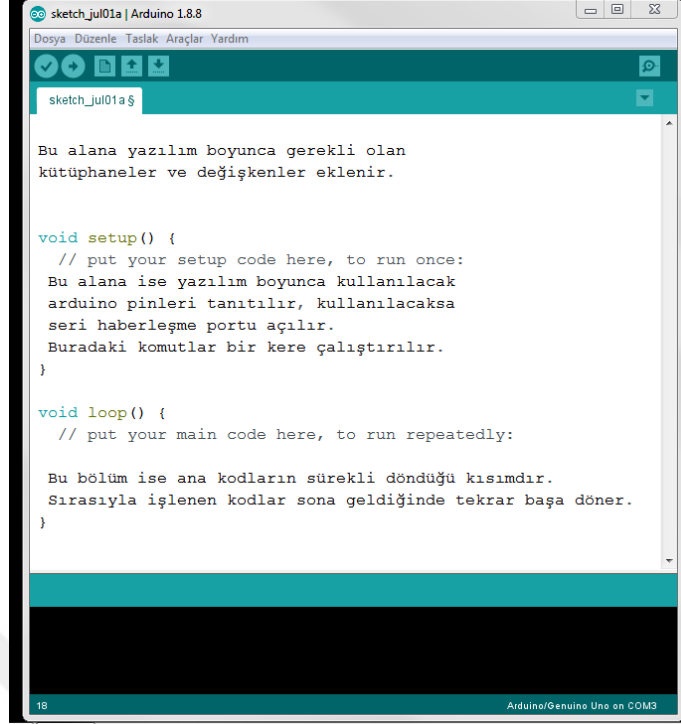 sketch_jul01a | Arduino 1.8.8
Dosya Düzenle Taslak Araçlar Yardım
sketch_jul01a §
Bu alana yazılım boyunca gerekli olan
kütüphaneler ve değişkenler eklenir.
void setup() {
// put your setup code here, to run once:
Bu alana ise yazılım boyunca kullanılacak
arduino pinleri tanıtılır, kullanılacaksa
seri haberleşme portu açılır.
Buradaki komutlar bir kere çalıştırılır.
}
void loop() {
// put your main code here, to run repeatedly:
Bu bölüm ise ana kodların sürekli döndüğü kısımdır.
Sırasıyla işlenen kodlar sona geldiğinde tekrar başa döner.
}
18 Arduino/Genuino Uno on COM3